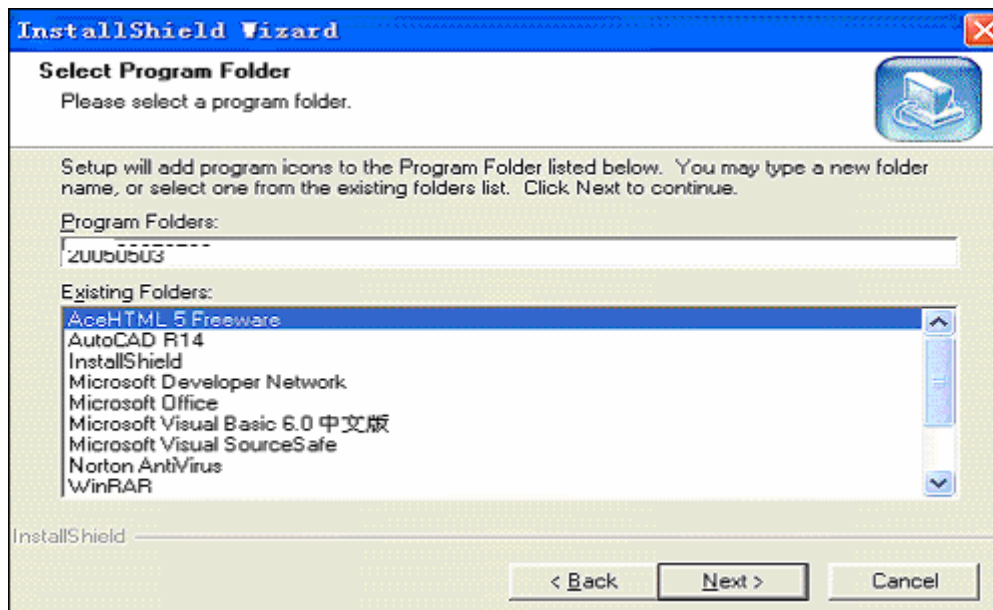 InstallShield Wizard
Select Program Folder
Please select a program folder.
Setup will add program icons to the Program Folder listed below. You may type a new folder
name, or select one from the existing folders list. Click Next to continue.
Program Folders:
20050503
Existing Folders:
AceHTML 5 Freeware
AutoCAD R14
InstallShield
Microsoft Developer Network
Microsoft Office
Microsoft Visual Basic 6.0 中文版
Microsoft Visual SourceSafe
Norton AntiVirus
WinRAR
InstallShield
< Back
Next >
Cancel